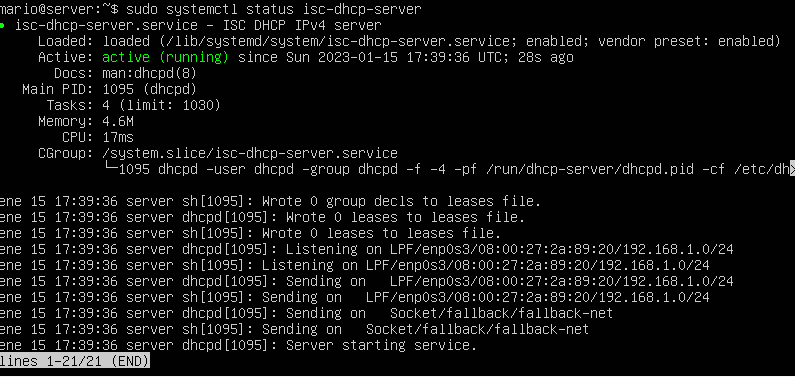 mario@server:~$ sudo systemctl status isc-dhcp-server
● isc-dhcp-server.service - ISC DHCP IPv4 server
Loaded: loaded (/lib/systemd/system/isc-dhcp-server.service; enabled; vendor preset: enabled)
Active: active (running) since Sun 2023-01-15 17:39:36 UTC; 28s ago
Docs: man:dhcpd(8)
Main PID: 1095 (dhcpd)
Tasks: 4 (limit: 1030)
Memory: 4.6M
CPU: 17ms
CGroup: /system.slice/isc-dhcp-server.service
└─1095 dhcpd -user dhcpd -group dhcpd -f -4 -pf /run/dhcp-server/dhcpd.pid -cf /etc/dh>
ene 15 17:39:36 server sh[1095]: Wrote 0 group decls to leases file.
ene 15 17:39:36 server dhcpd[1095]: Wrote 0 leases to leases file.
ene 15 17:39:36 server sh[1095]: Wrote 0 leases to leases file.
ene 15 17:39:36 server dhcpd[1095]: Listening on LPF/enp0s3/08:00:27:2a:89:20/192.168.1.0/24
ene 15 17:39:36 server sh[1095]: Listening on LPF/enp0s3/08:00:27:2a:89:20/192.168.1.0/24
ene 15 17:39:36 server dhcpd[1095]: Sending on   LPF/enp0s3/08:00:27:2a:89:20/192.168.1.0/24
ene 15 17:39:36 server sh[1095]: Sending on   LPF/enp0s3/08:00:27:2a:89:20/192.168.1.0/24
ene 15 17:39:36 server dhcpd[1095]: Sending on   Socket/fallback/fallback-net
ene 15 17:39:36 server sh[1095]: Sending on   Socket/fallback/fallback-net
ene 15 17:39:36 server dhcpd[1095]: Server starting service.
lines 1-21/21 (END)